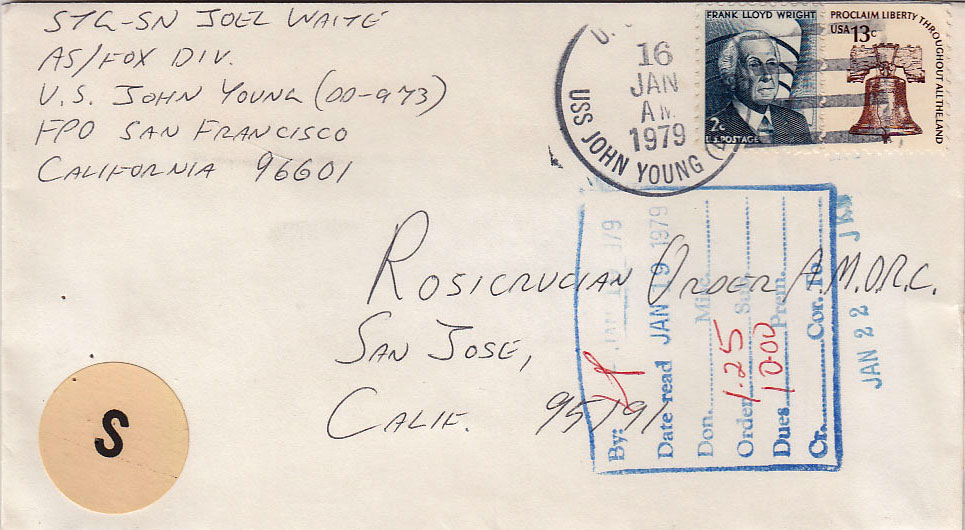 STG-SN JOEL WAITE
AS/FOX DIV.
U.S. JOHN YOUNG (DD-973)
FPO SAN FRANCISCO
CALIFORNIA 96601
16
JAN
AM
1979
USS JOHN YOUNG
FRANK LLOYD WRIGHT
2c
U.S. POSTAGE
PROCLAIM LIBERTY THROUGHOUT ALL THE LAND
USA 13c
ROSICRUCIAN ORDER A.M.O.R.C.
SAN JOSE,
CALIF. 95191
By:
Date read JAN 19 1979
Don. Misc.
Order 1.25
Dues 10.00 Prem.
Cr. Cor. To
JAN 22
S